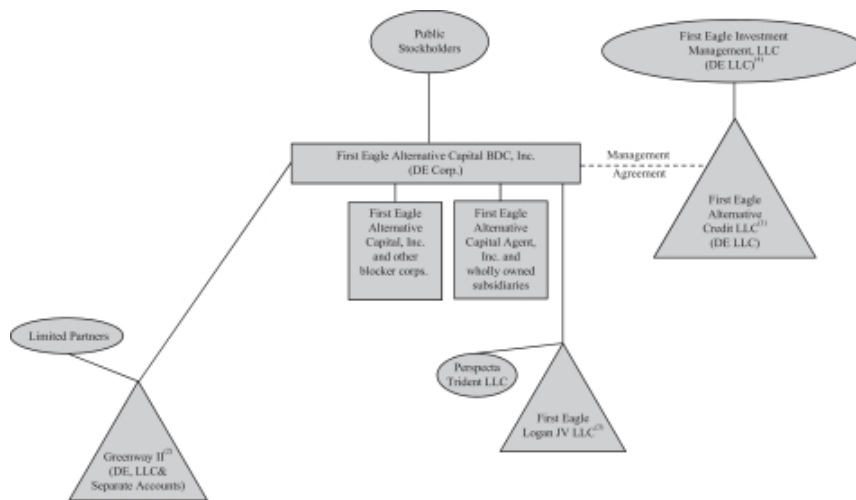 Public
Stockholders
First Eagle Investment
Management, LLC
(DE LLC)(4)
First Eagle Alternative Capital BDC, Inc.
(DE Corp.)
Management
Agreement
First Eagle
Alternative
Credit LLC(1)
(DE LLC)
First Eagle
Alternative
Capital, Inc.
and other
blocker corps.
First Eagle
Alternative
Capital Agent,
Inc. and
wholly owned
subsidiaries
Limited Partners
Perspecta
Trident LLC
First Eagle
Logan JV LLC(3)
Greenway II(2)
(DE, LLC&
Separate Accounts)